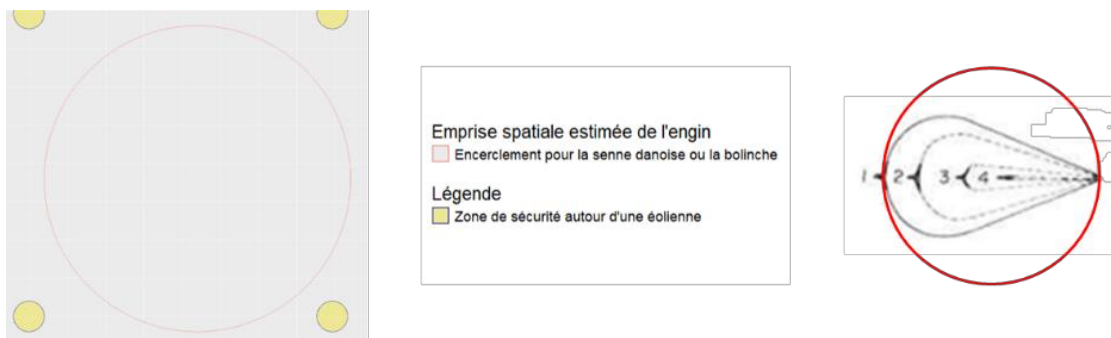 Emprise spatiale estimée de l'engin
Encerclement pour la senne danoise ou la bolinche
Légende
Zone de sécurité autour d'une éolienne
1 2 3 4